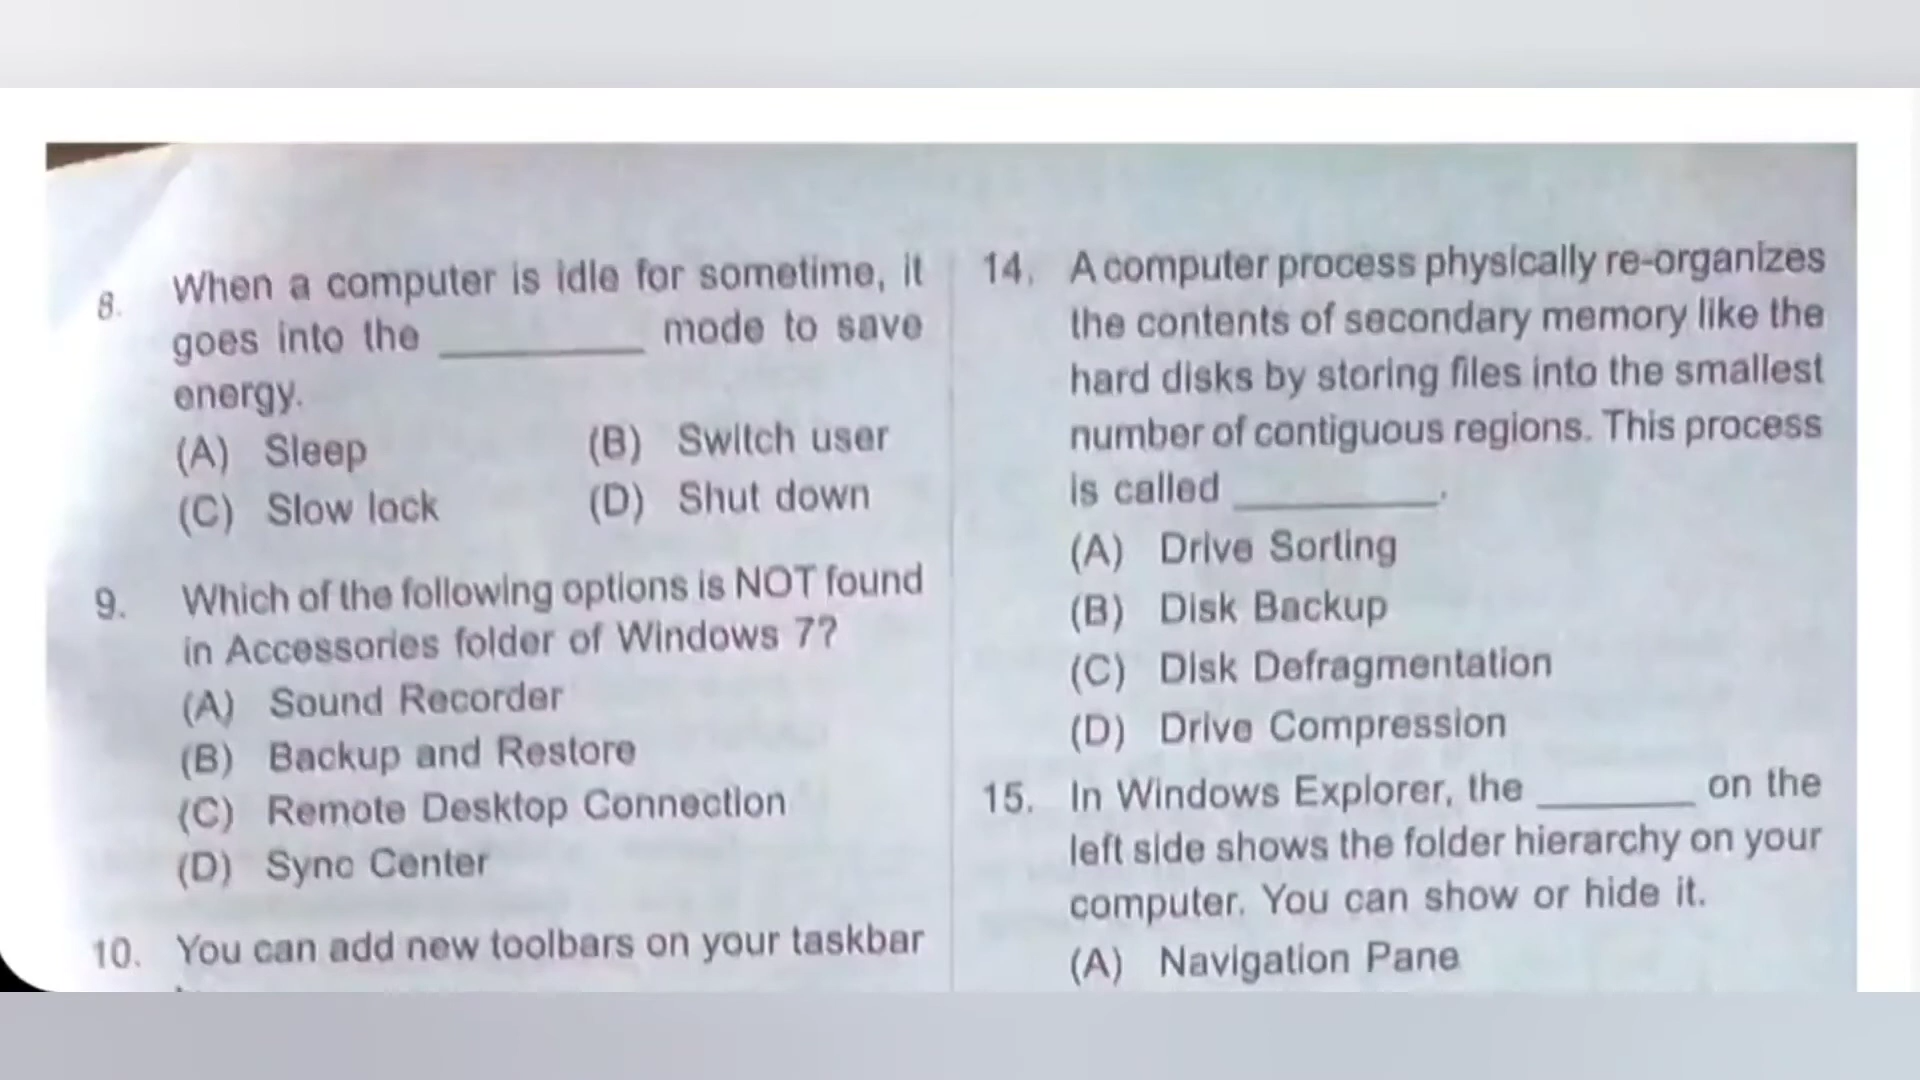 8. When a computer is idle for sometime, it
goes into the __________ mode to save
energy.
(A) Sleep (B) Switch user
(C) Slow lock (D) Shut down
9. Which of the following options is NOT found
in Accessories folder of Windows 7?
(A) Sound Recorder
(B) Backup and Restore
(C) Remote Desktop Connection
(D) Sync Center
10. You can add new toolbars on your taskbar
14. A computer process physically re-organizes
the contents of secondary memory like the
hard disks by storing files into the smallest
number of contiguous regions. This process
is called __________.
(A) Drive Sorting
(B) Disk Backup
(C) Disk Defragmentation
(D) Drive Compression
15. In Windows Explorer, the ________ on the
left side shows the folder hierarchy on your
computer. You can show or hide it.
(A) Navigation Pane